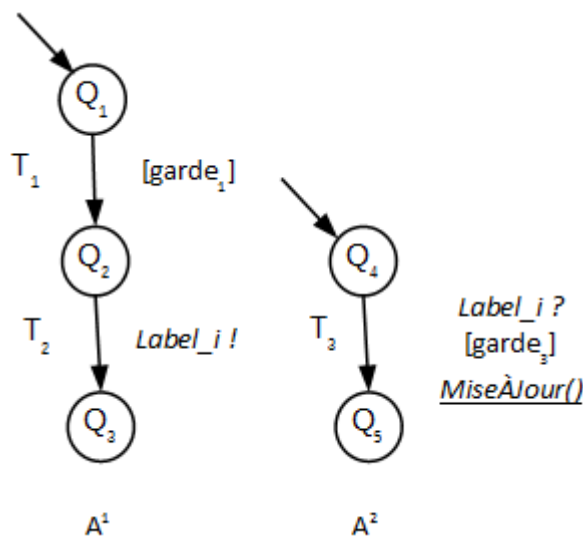 Q₁
T₁ [garde₁]
Q₂
T₂ Label_i !
Q₃
A¹
Q₄
T₃
Label_i ?
[garde₃]
MiseÀJour()
Q₅
A²